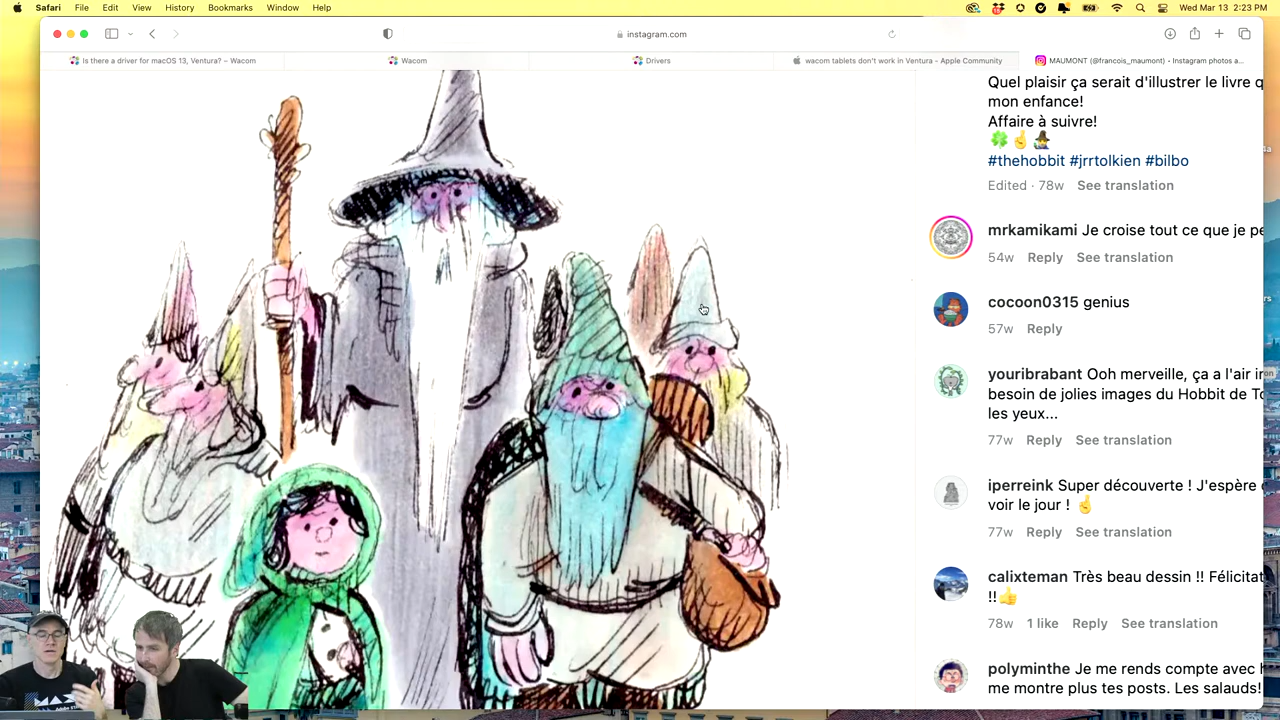 Safari File Edit View History Bookmarks Window Help
Wed Mar 13 2:23 PM
instagram.com
Is there a driver for macOS 13, Ventura? – Wacom
Wacom
Drivers
wacom tablets don't work in Ventura - Apple Community
MAUMONT (@francois_maumont) • Instagram photos a...
Quel plaisir ça serait d'illustrer le livre q
mon enfance!
Affaire à suivre!
🍀🤞🧙
#thehobbit #jrrtolkien #bilbo
Edited · 78w See translation
mrkamikami Je croise tout ce que je pe
54w Reply See translation
cocoon0315 genius
57w Reply
youribrabant Ooh merveille, ça a l'air in
besoin de jolies images du Hobbit de To
les yeux...
77w Reply See translation
iperreink Super découverte ! J'espère
voir le jour ! 🤞
77w Reply See translation
calixteman Très beau dessin !! Félicitat
!!👍
78w 1 like Reply See translation
polyminthe Je me rends compte avec h
me montre plus tes posts. Les salauds!